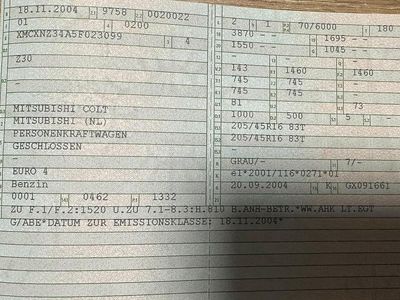 18.11.2004 9758 0020022
01 0200
XMCXNZ34A5F023099 4
Z30
-
MITSUBISHI COLT
MITSUBISHI (NL)
PERSONENKRAFTWAGEN
GESCHLOSSEN
-
EURO 4
Benzin
0001 0462 1332
2 1 70/6000 180
3870 - - 1695 - -
1550 - - 1045 - -
- - -
143 1460 1460
745 745 -
745 745 -
81 73
1000 500 5 -
205/45R16 83T
205/45R16 83T
-
GRAU/- 7/-
e1*2001/116*0271*01
20.09.2004 K GX091661
ZU F.1/F.2:1520 U.ZU 7.1-8.3:H.810 B.ANH-BETR.*WW.AHK LT.EGT
G/ABE*DATUM ZUR EMISSIONSKLASSE: 18.11.2004*